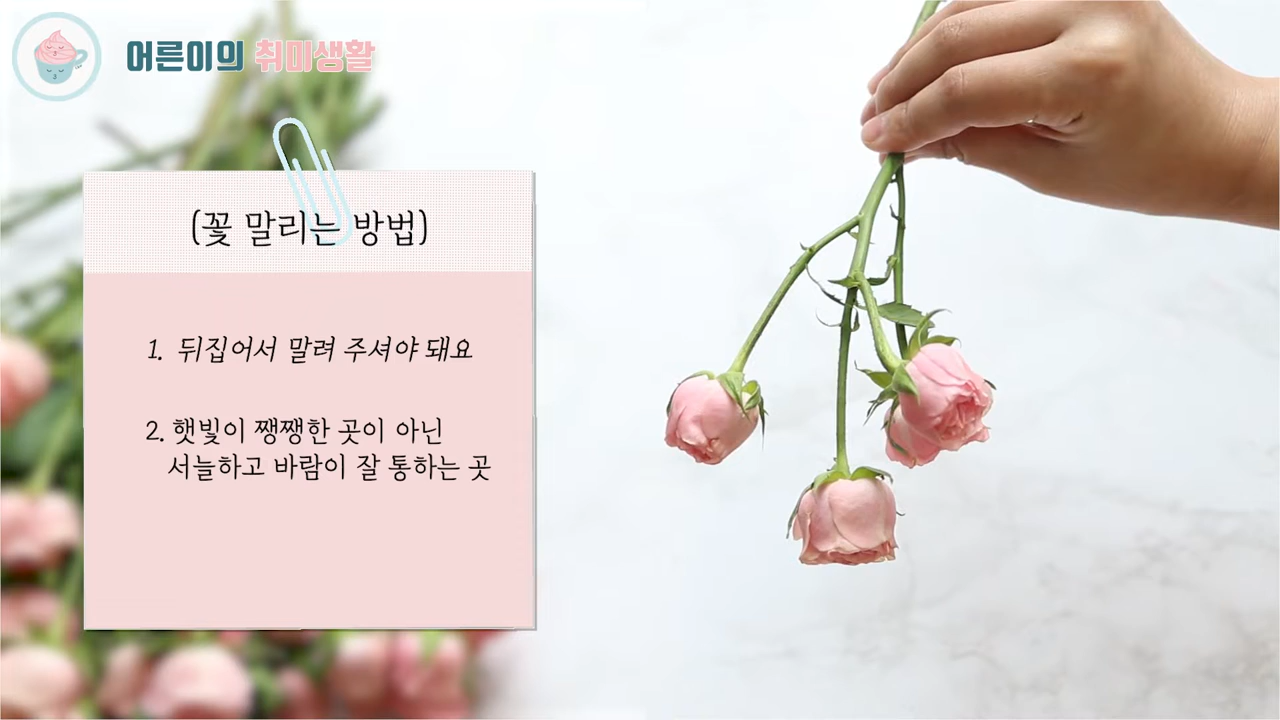 어른이의 취미생활
(꽃 말리는 방법)
1. 뒤집어서 말려 주셔야 돼요
2. 햇빛이 쨍쨍한 곳이 아닌
서늘하고 바람이 잘 통하는 곳